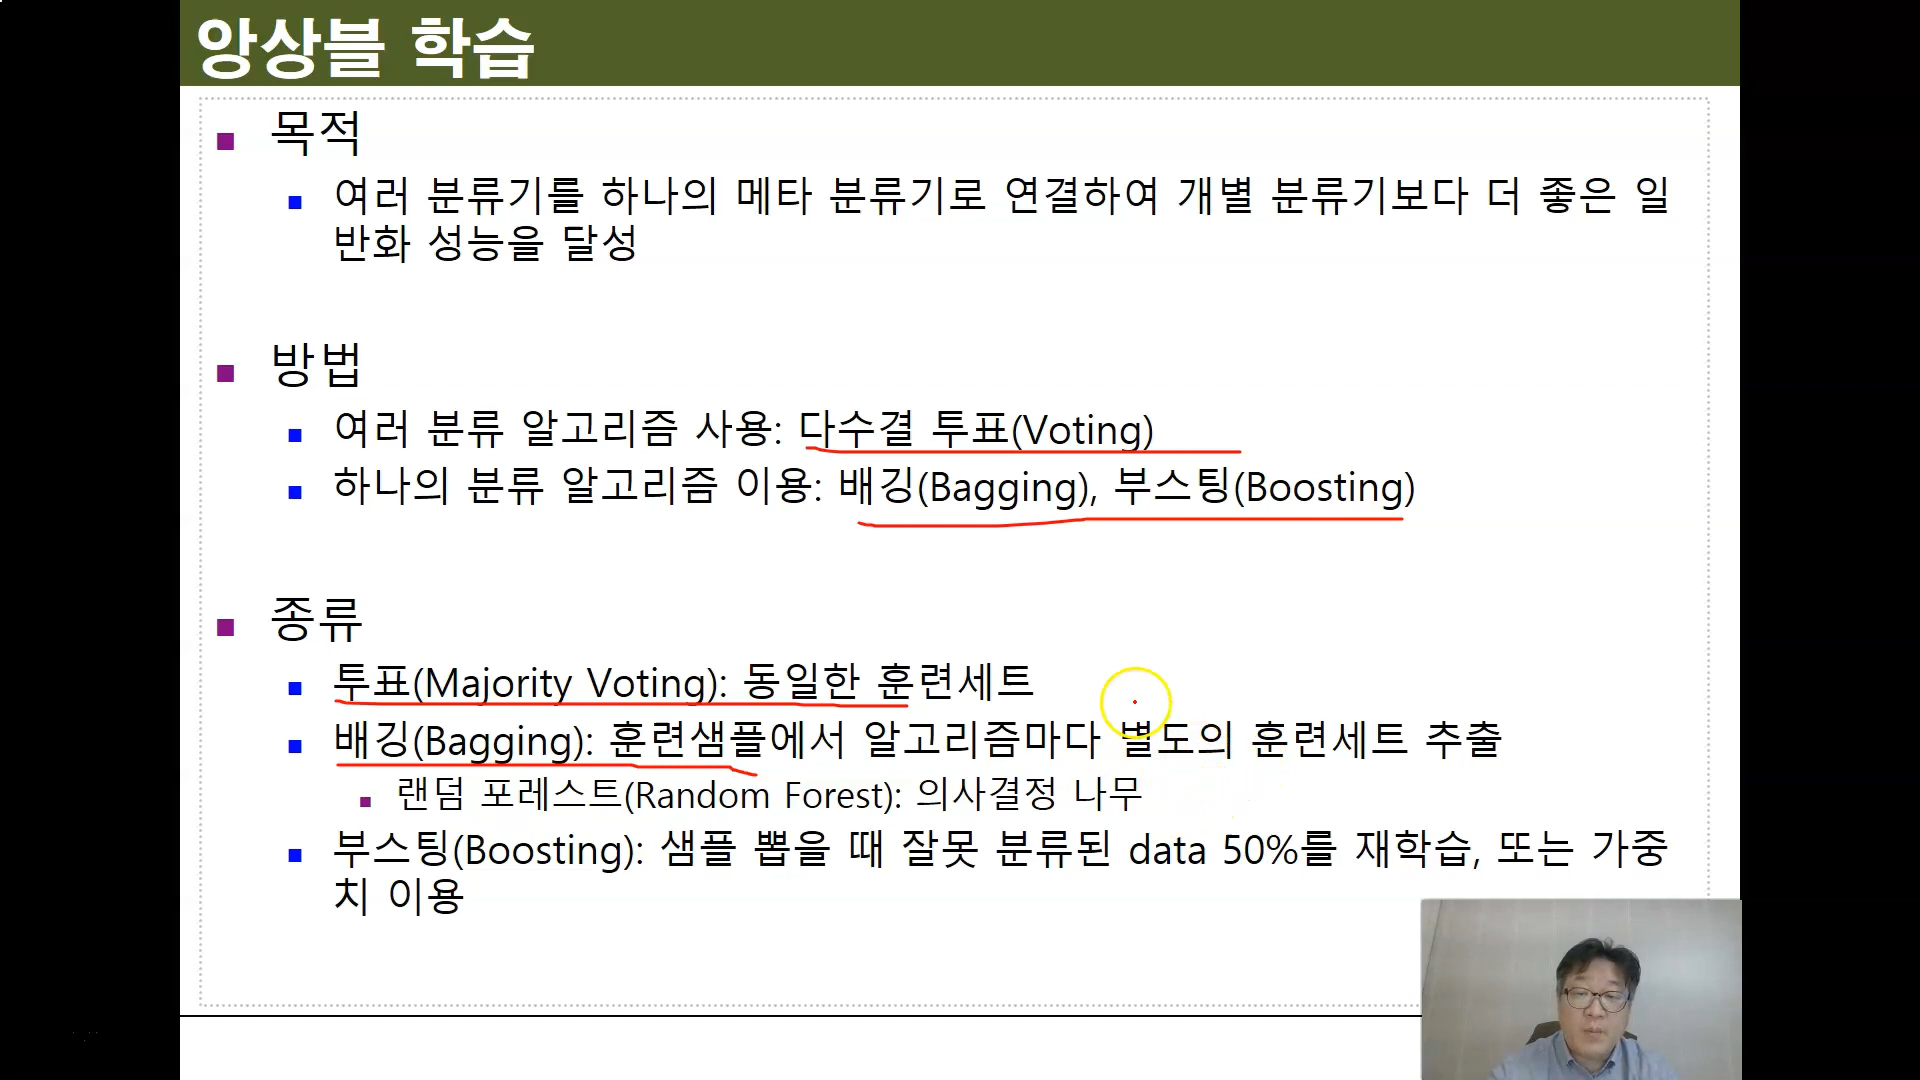 앙상블 학습
목적
여러 분류기를 하나의 메타 분류기로 연결하여 개별 분류기보다 더 좋은 일
반화 성능을 달성
방법
여러 분류 알고리즘 사용: 다수결 투표(Voting)
하나의 분류 알고리즘 이용: 배깅(Bagging), 부스팅(Boosting)
종류
투표(Majority Voting): 동일한 훈련세트
배깅(Bagging): 훈련샘플에서 알고리즘마다 별도의 훈련세트 추출
랜덤 포레스트(Random Forest): 의사결정 나무
부스팅(Boosting): 샘플 뽑을 때 잘못 분류된 data 50%를 재학습, 또는 가중
치 이용